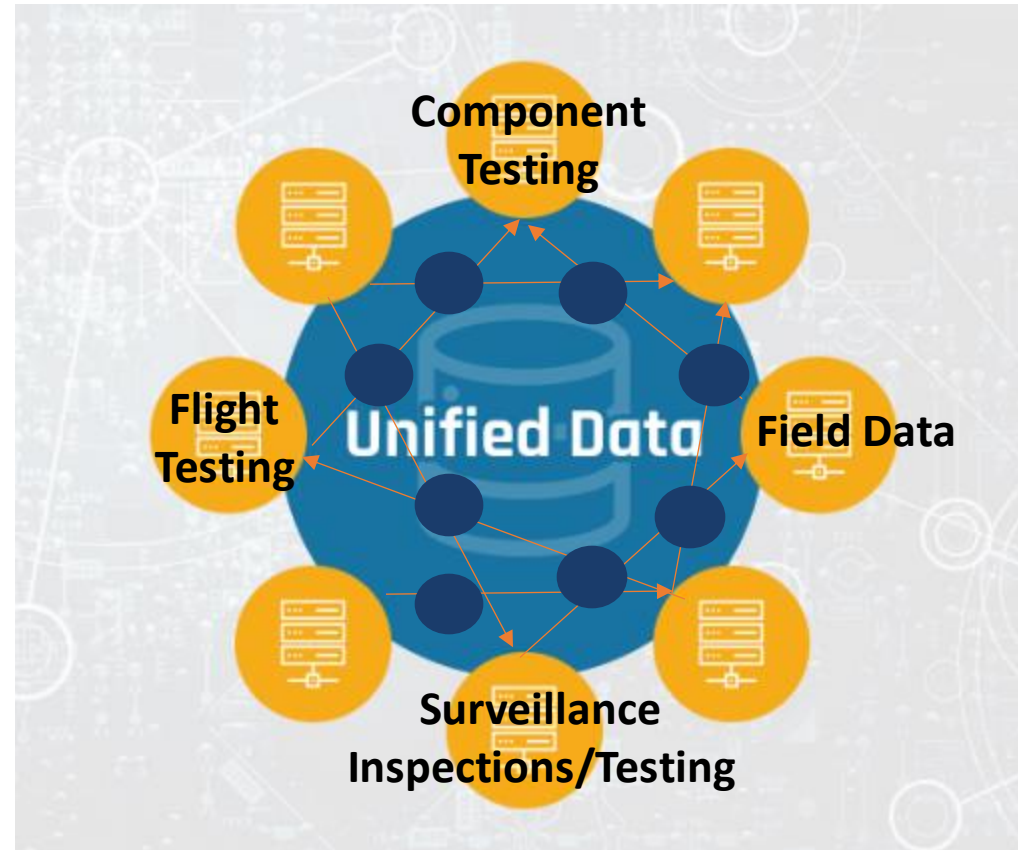 Component
Testing
Flight
Testing
Unified Data
Field Data
Surveillance
Inspections/Testing